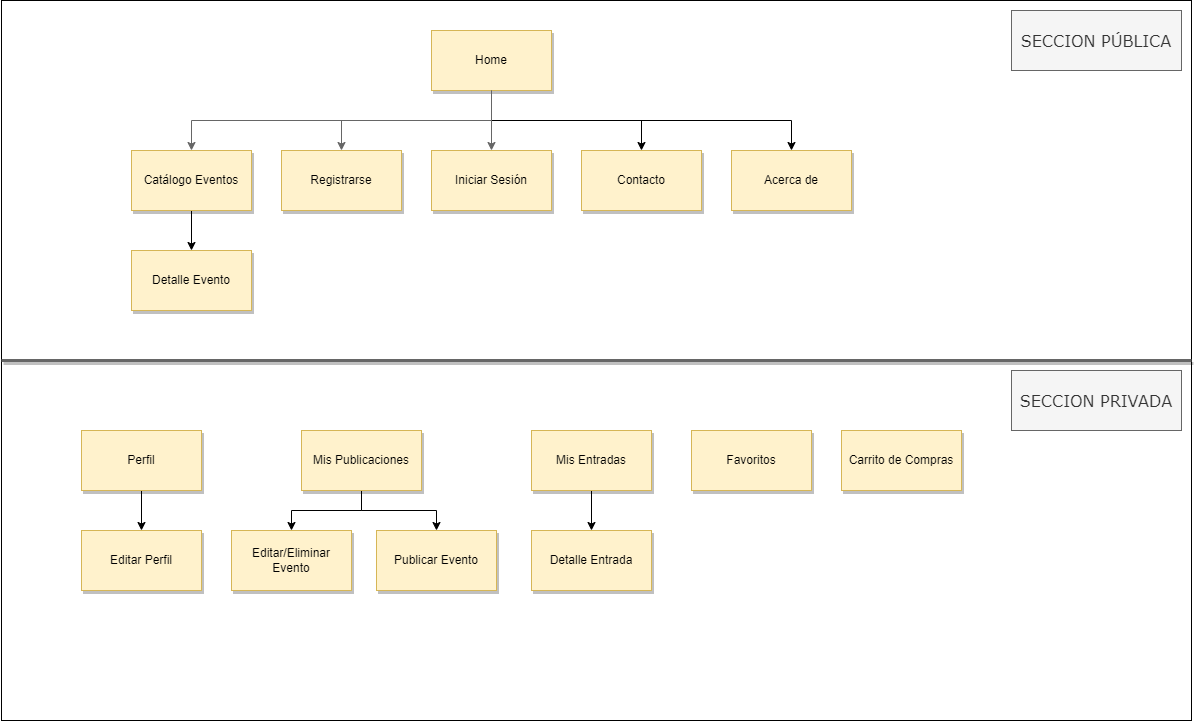 SECCION PÚBLICA
Home
Catálogo Eventos
Registrarse
Iniciar Sesión
Contacto
Acerca de
Detalle Evento
SECCION PRIVADA
Perfil
Mis Publicaciones
Mis Entradas
Favoritos
Carrito de Compras
Editar Perfil
Editar/Eliminar
Evento
Publicar Evento
Detalle Entrada